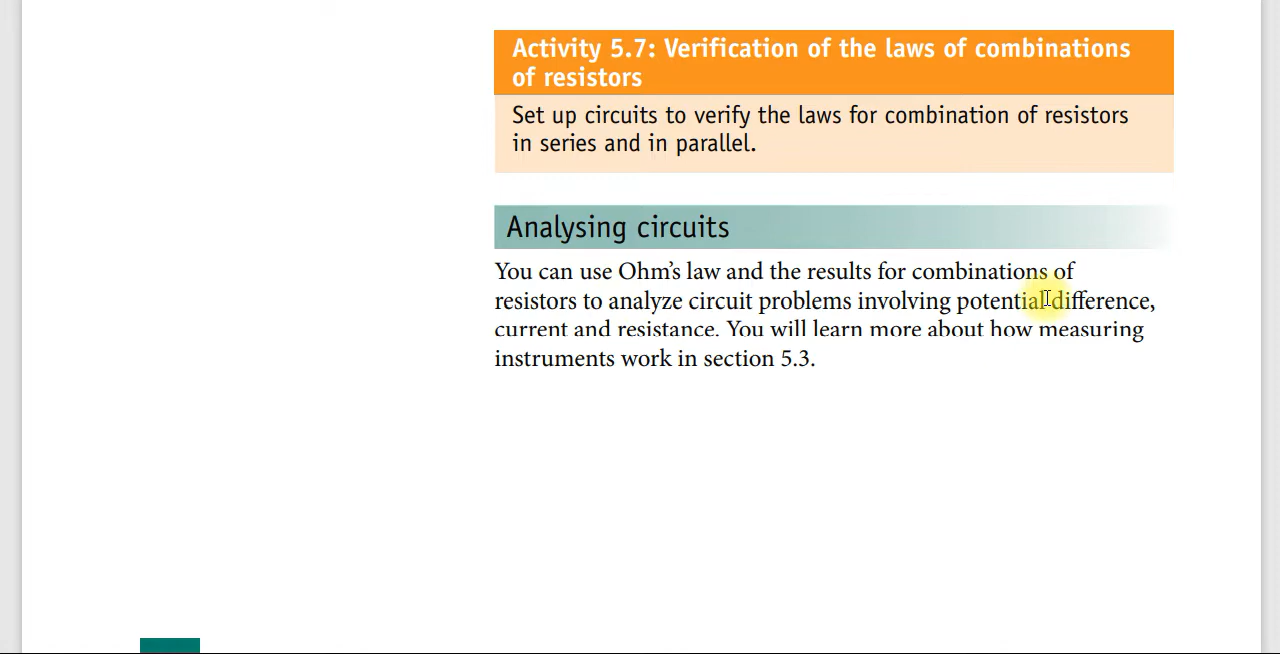 Activity 5.7: Verification of the laws of combinations
of resistors
Set up circuits to verify the laws for combination of resistors
in series and in parallel.
Analysing circuits
You can use Ohm's law and the results for combinations of
resistors to analyze circuit problems involving potential difference,
current and resistance. You will learn more about how measuring
instruments work in section 5.3.